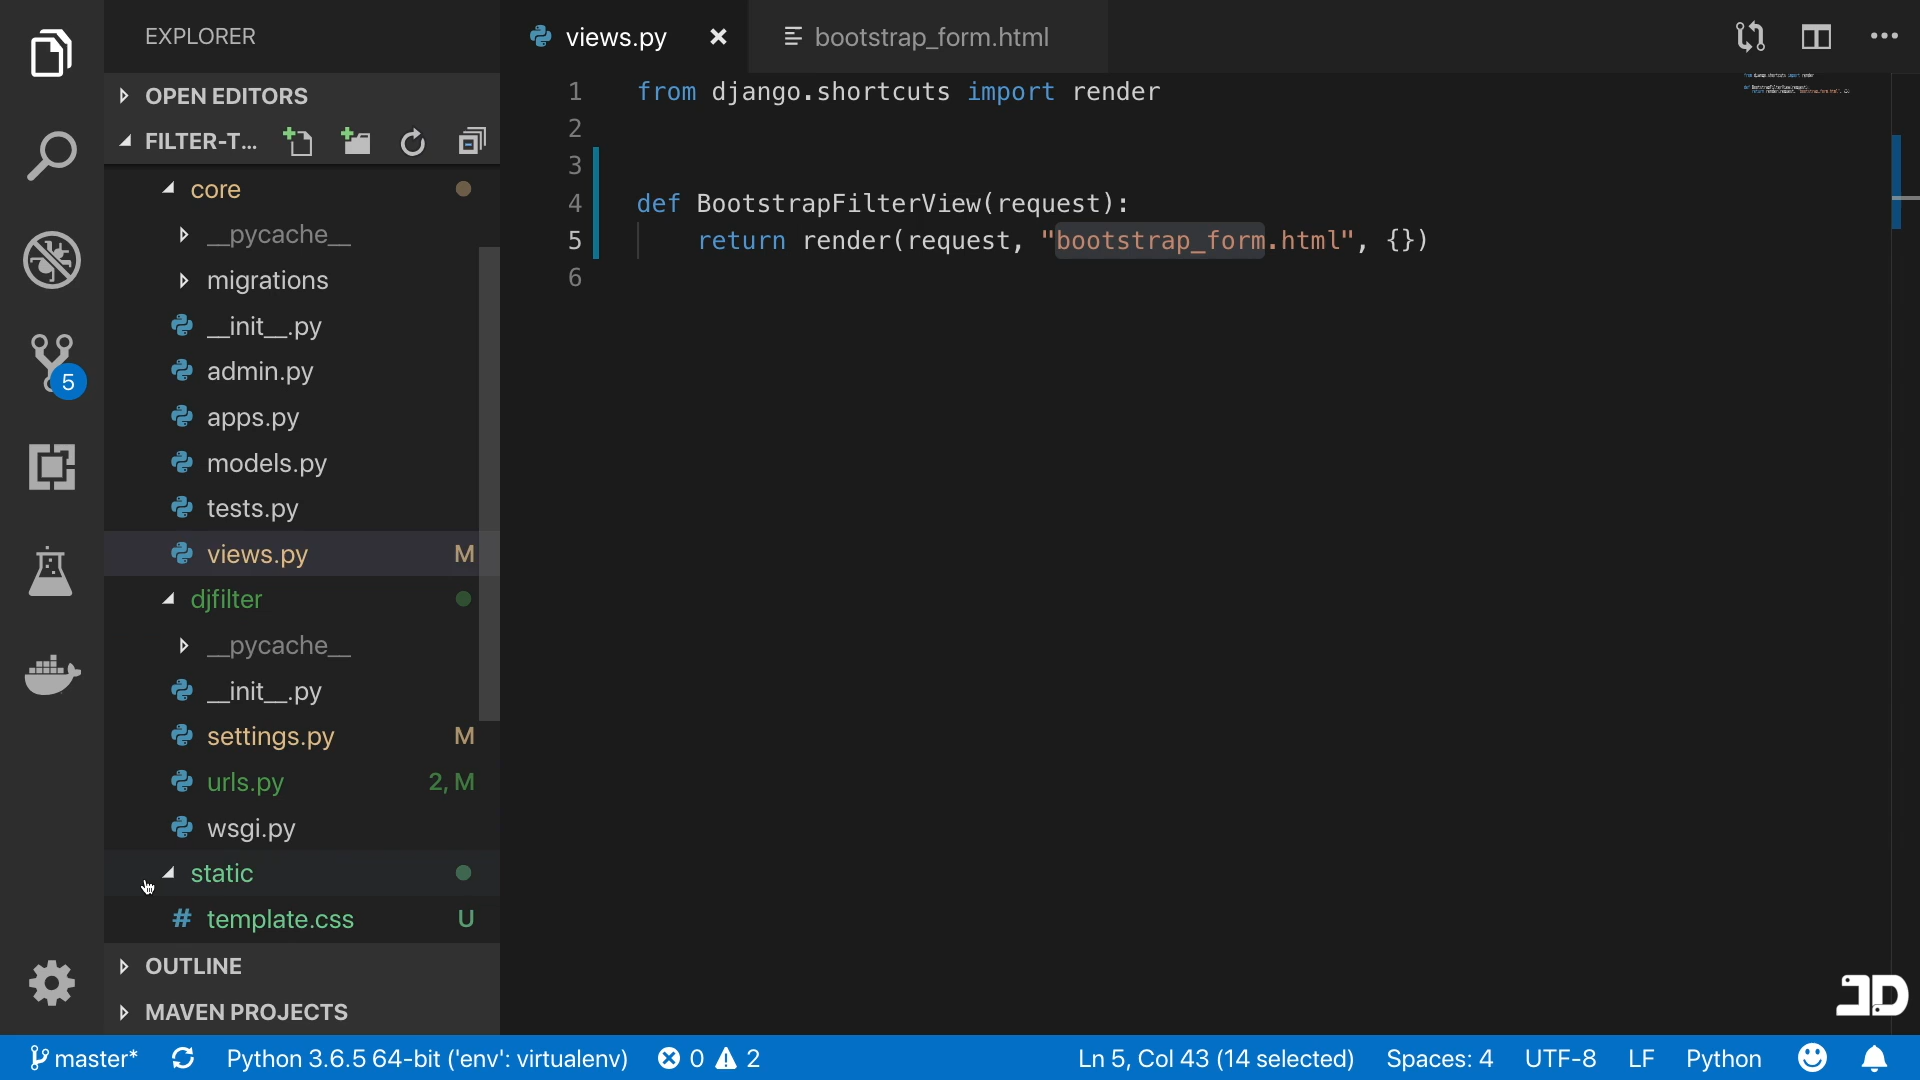 EXPLORER
views.py
bootstrap_form.html
OPEN EDITORS
FILTER-T...
core
__pycache__
migrations
__init__.py
admin.py
apps.py
models.py
tests.py
views.py M
djfilter
__pycache__
__init__.py
settings.py M
urls.py 2, M
wsgi.py
static
# template.css U
OUTLINE
MAVEN PROJECTS
5
1 from django.shortcuts import render
2
3
4 def BootstrapFilterView(request):
5 return render(request, "bootstrap_form.html", {})
6
JD
master* Python 3.6.5 64-bit ('env': virtualenv) 0 2 Ln 5, Col 43 (14 selected) Spaces: 4 UTF-8 LF Python